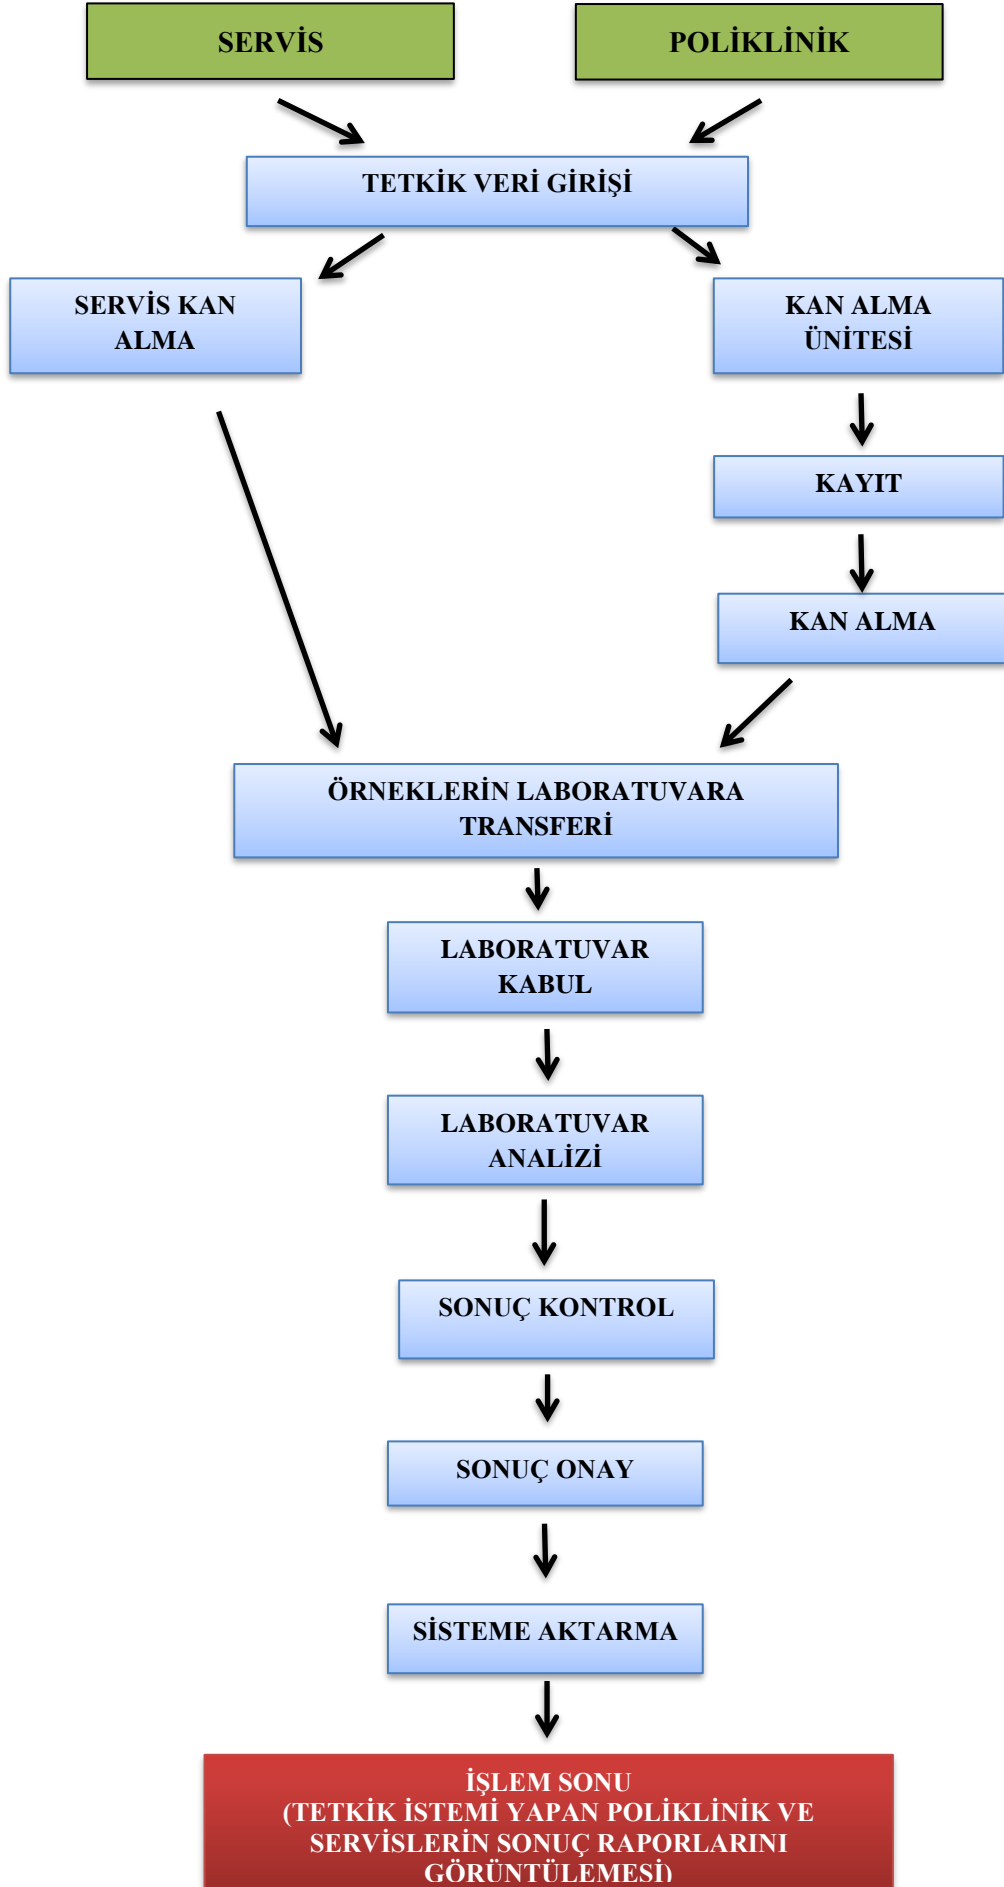 SERVİS
POLİKLİNİK
TETKİK VERİ GİRİŞİ
SERVİS KAN
ALMA
KAN ALMA
ÜNİTESİ
KAYIT
KAN ALMA
ÖRNEKLERİN LABORATUVARA
TRANSFERİ
LABORATUVAR
KABUL
LABORATUVAR
ANALİZİ
SONUÇ KONTROL
SONUÇ ONAY
SİSTEME AKTARMA
İŞLEM SONU
(TETKİK İSTEMİ YAPAN POLİKLİNİK VE
SERVİSLERİN SONUÇ RAPORLARINI
GÖRÜNTÜLEMESİ)